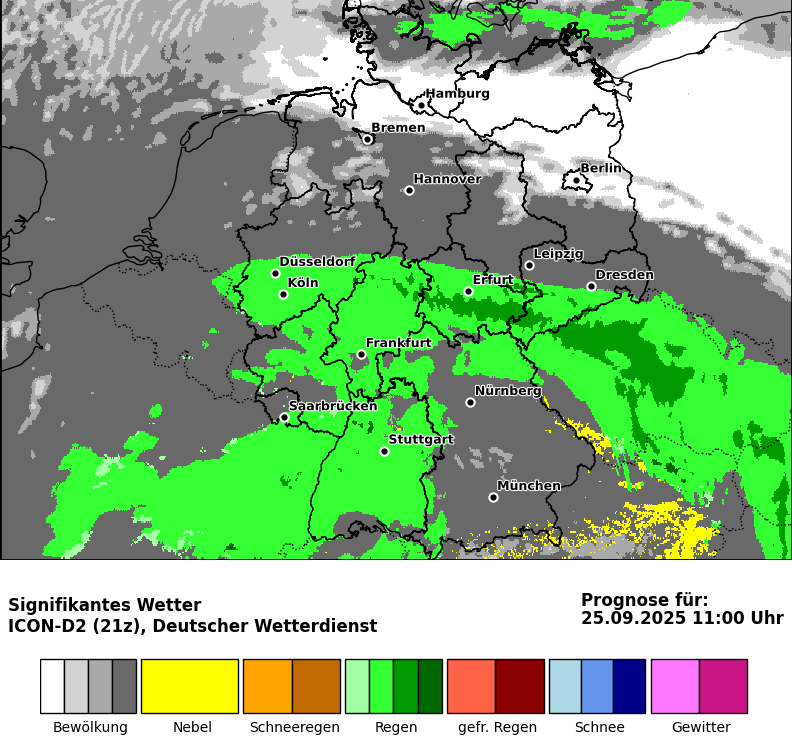 Hamburg
Bremen
Berlin
Hannover
Leipzig
Düsseldorf
Dresden
Köln
Erfurt
Frankfurt
Nürnberg
Saarbrücken
Stuttgart
München
Signifikantes Wetter
ICON-D2 (21z), Deutscher Wetterdienst
Prognose für:
25.09.2025 11:00 Uhr
Bewölkung Nebel Schneeregen Regen gefr. Regen Schnee Gewitter